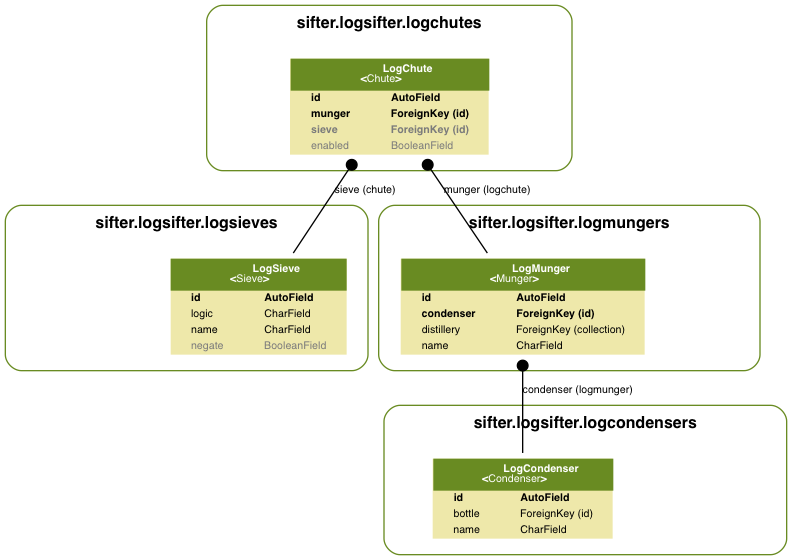 sifter.logsifter.logchutes
LogChute
<Chute>
id AutoField
munger ForeignKey (id)
sieve ForeignKey (id)
enabled BooleanField
sieve (chute)
munger (logchute)
sifter.logsifter.logsieves
LogSieve
<Sieve>
id AutoField
logic CharField
name CharField
negate BooleanField
sifter.logsifter.logmungers
LogMunger
<Munger>
id AutoField
condenser ForeignKey (id)
distillery ForeignKey (collection)
name CharField
condenser (logmunger)
sifter.logsifter.logcondensers
LogCondenser
<Condenser>
id AutoField
bottle ForeignKey (id)
name CharField